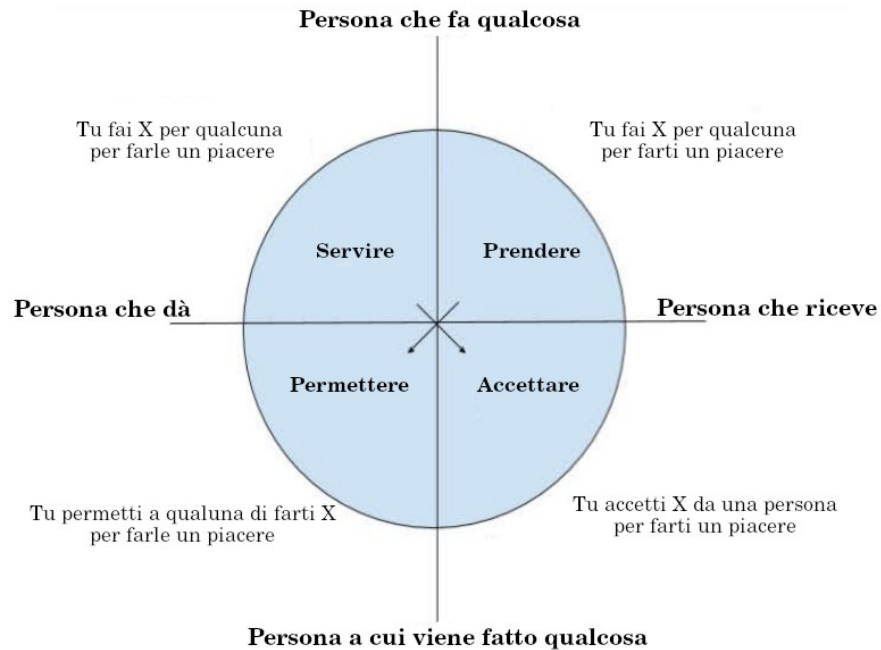 Persona che fa qualcosa
Tu fai X per qualcuna
per farle un piacere
Tu fai X per qualcuna
per farti un piacere
Servire
Prendere
Persona che dà
Persona che riceve
Permettere
Accettare
Tu permetti a qualuna di farti X
per farle un piacere
Tu accetti X da una persona
per farti un piacere
Persona a cui viene fatto qualcosa